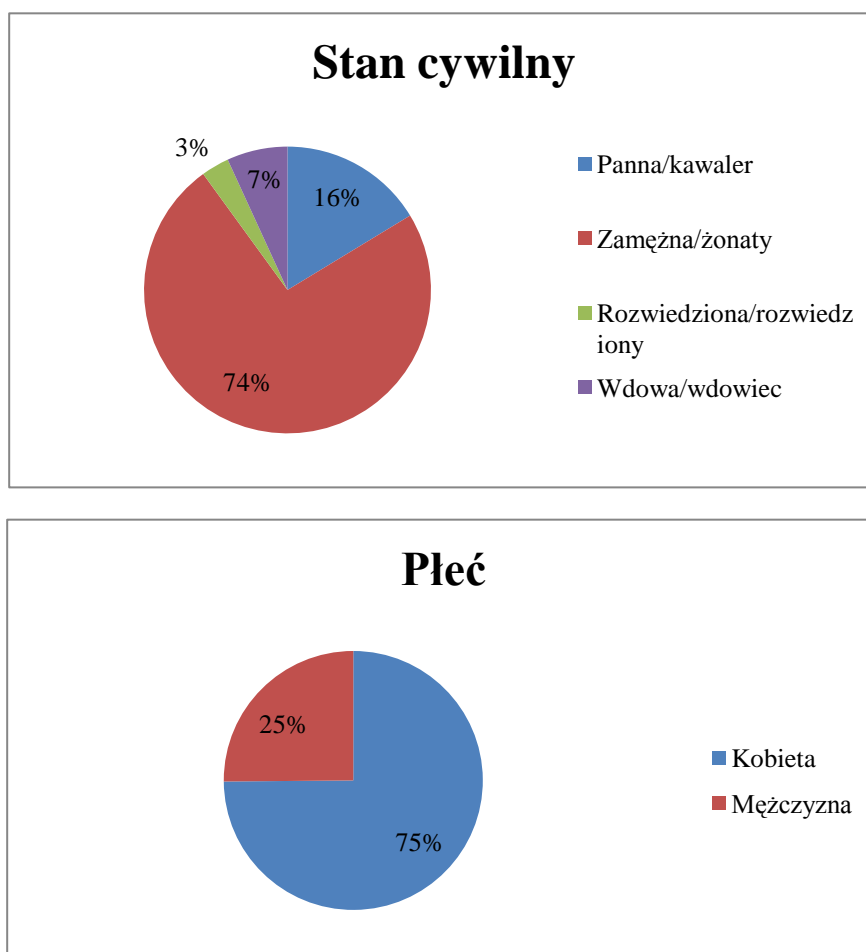 Stan cywilny
3%
7%
16%
74%
Panna/kawaler
Zamężna/żonaty
Rozwiedziona/rozwiedz
iony
Wdowa/wdowiec
Płeć
25%
75%
Kobieta
Mężczyzna